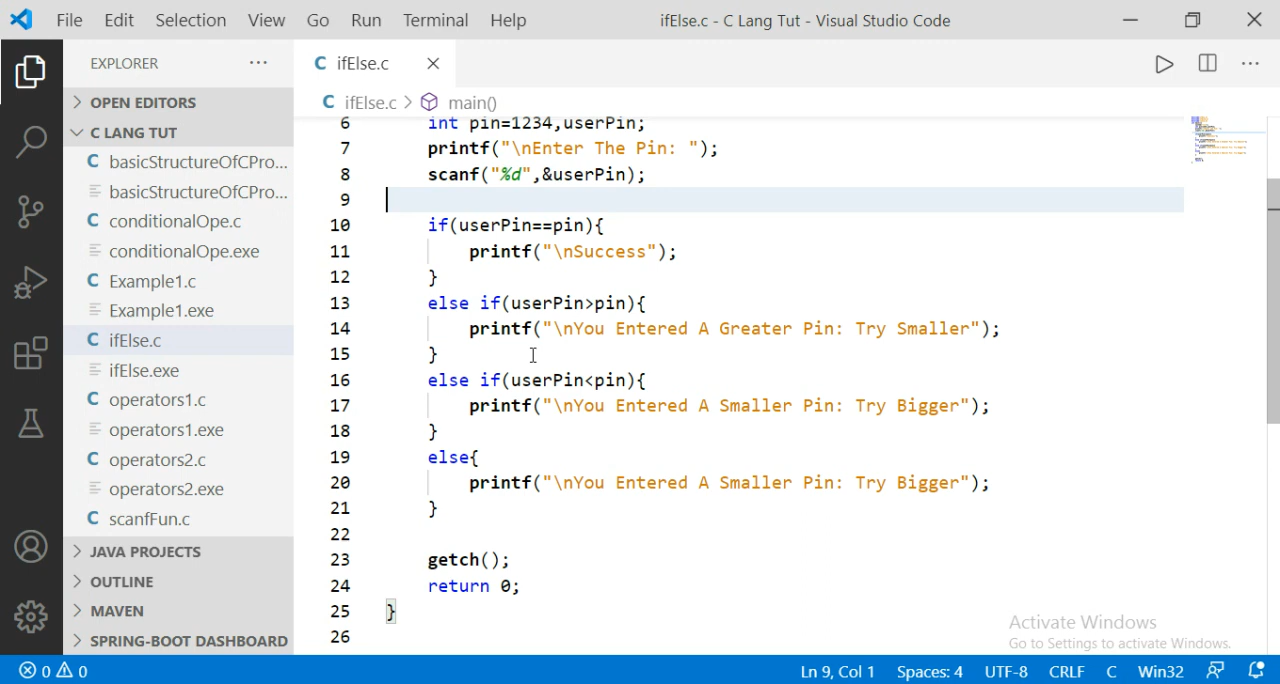 File Edit Selection View Go Run Terminal Help ifElse.c - C Lang Tut - Visual Studio Code
EXPLORER ···
OPEN EDITORS
C LANG TUT
C basicStructureOfCPro...
basicStructureOfCPro...
C conditionalOpe.c
conditionalOpe.exe
C Example1.c
Example1.exe
C ifElse.c
ifElse.exe
C operators1.c
operators1.exe
C operators2.c
operators2.exe
C scanfFun.c
JAVA PROJECTS
OUTLINE
MAVEN
SPRING-BOOT DASHBOARD
C ifElse.c
C ifElse.c > main()
6 int pin=1234,userPin;
7 printf("\nEnter The Pin: ");
8 scanf("%d",&userPin);
9
10 if(userPin==pin){
11 printf("\nSuccess");
12 }
13 else if(userPin>pin){
14 printf("\nYou Entered A Greater Pin: Try Smaller");
15 }
16 else if(userPin<pin){
17 printf("\nYou Entered A Smaller Pin: Try Bigger");
18 }
19 else{
20 printf("\nYou Entered A Smaller Pin: Try Bigger");
21 }
22
23 getch();
24 return 0;
25 }
26
Activate Windows
Go to Settings to activate Windows.
0 0 Ln 9, Col 1 Spaces: 4 UTF-8 CRLF C Win32